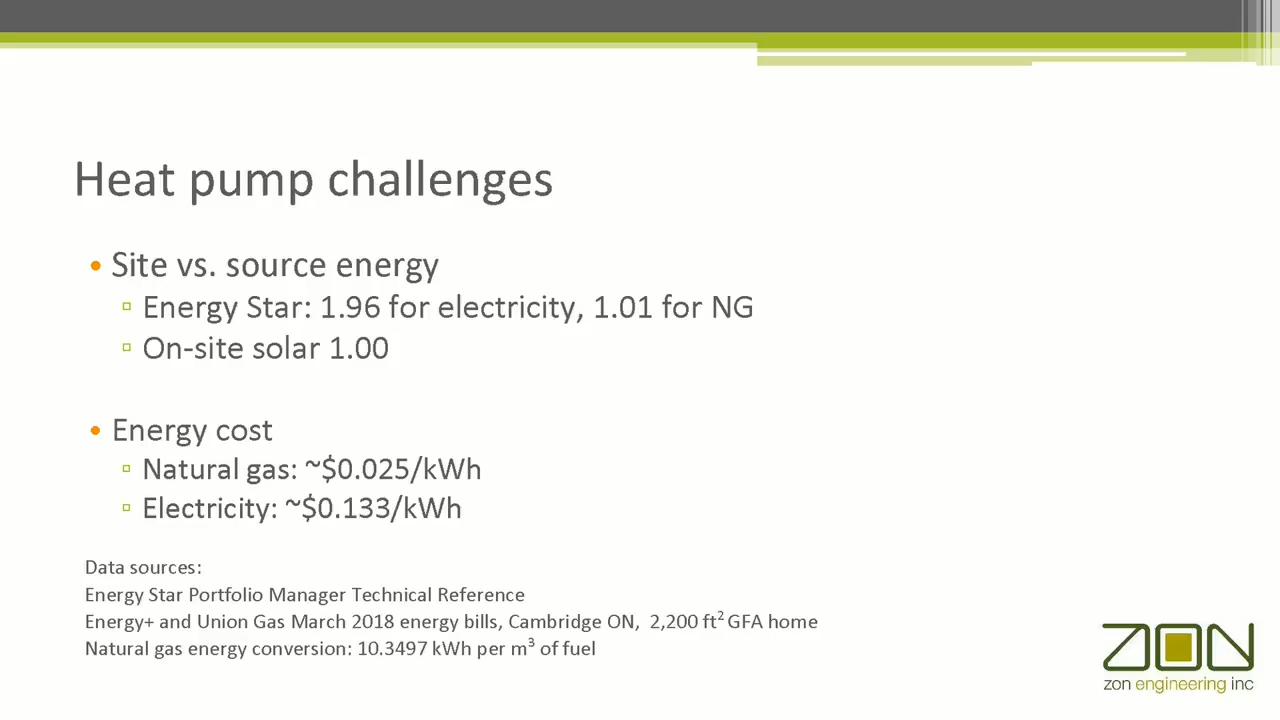 Heat pump challenges
• Site vs. source energy
▫ Energy Star: 1.96 for electricity, 1.01 for NG
▫ On-site solar 1.00
• Energy cost
▫ Natural gas: ~$0.025/kWh
▫ Electricity: ~$0.133/kWh
Data sources:
Energy Star Portfolio Manager Technical Reference
Energy+ and Union Gas March 2018 energy bills, Cambridge ON, 2,200 ft² GFA home
Natural gas energy conversion: 10.3497 kWh per m³ of fuel
ZON
zon engineering inc